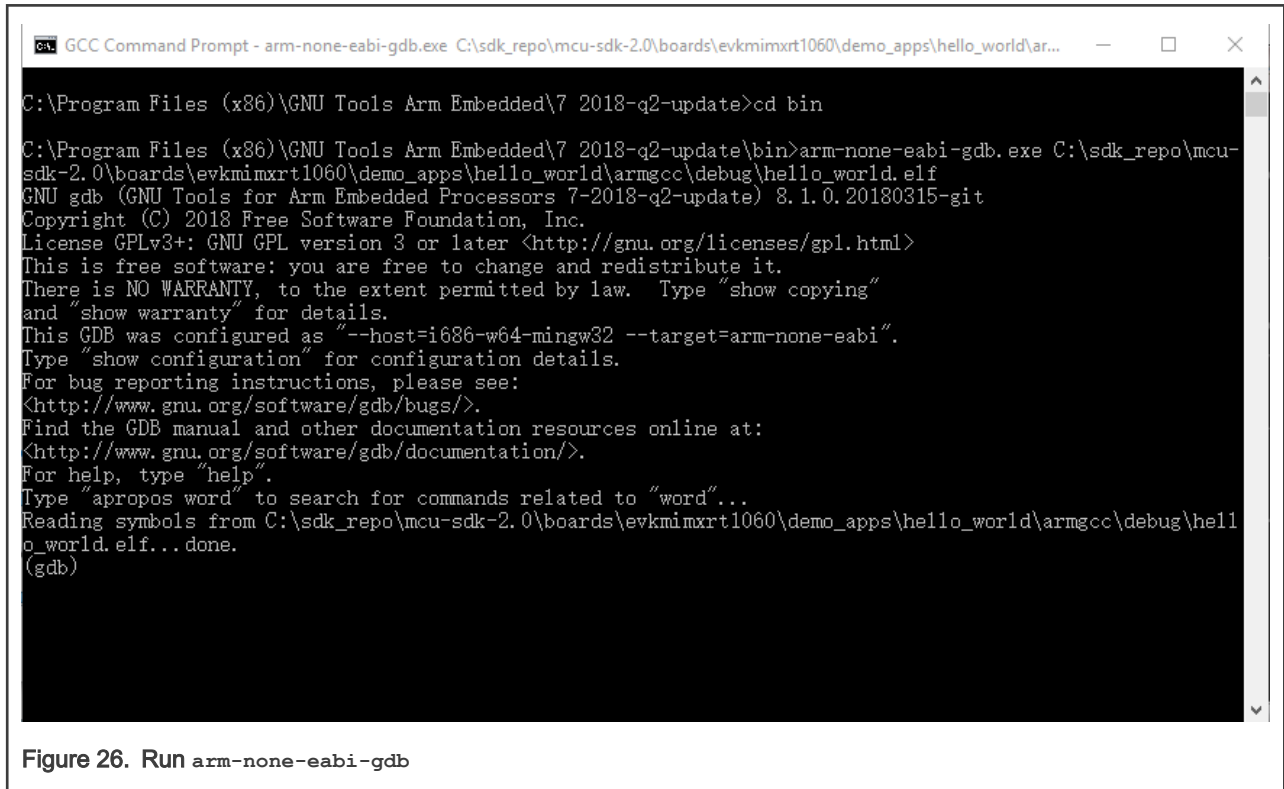 GCC Command Prompt - arm-none-eabi-gdb.exe C:\sdk_repo\mcu-sdk-2.0\boards\evkmimxrt1060\demo_apps\hello_world\ar...
C:\Program Files (x86)\GNU Tools Arm Embedded\7 2018-q2-update>cd bin
C:\Program Files (x86)\GNU Tools Arm Embedded\7 2018-q2-update\bin>arm-none-eabi-gdb.exe C:\sdk_repo\mcu-
sdk-2.0\boards\evkmimxrt1060\demo_apps\hello_world\armgcc\debug\hello_world.elf
GNU gdb (GNU Tools for Arm Embedded Processors 7-2018-q2-update) 8.1.0.20180315-git
Copyright (C) 2018 Free Software Foundation, Inc.
License GPLv3+: GNU GPL version 3 or later <http://gnu.org/licenses/gpl.html>
This is free software: you are free to change and redistribute it.
There is NO WARRANTY, to the extent permitted by law.  Type "show copying"
and "show warranty" for details.
This GDB was configured as "--host=i686-w64-mingw32 --target=arm-none-eabi".
Type "show configuration" for configuration details.
For bug reporting instructions, please see:
<http://www.gnu.org/software/gdb/bugs/>.
Find the GDB manual and other documentation resources online at:
<http://www.gnu.org/software/gdb/documentation/>.
For help, type "help".
Type "apropos word" to search for commands related to "word"...
Reading symbols from C:\sdk_repo\mcu-sdk-2.0\boards\evkmimxrt1060\demo_apps\hello_world\armgcc\debug\hell
o_world.elf...done.
(gdb)
Figure 26. Run arm-none-eabi-gdb